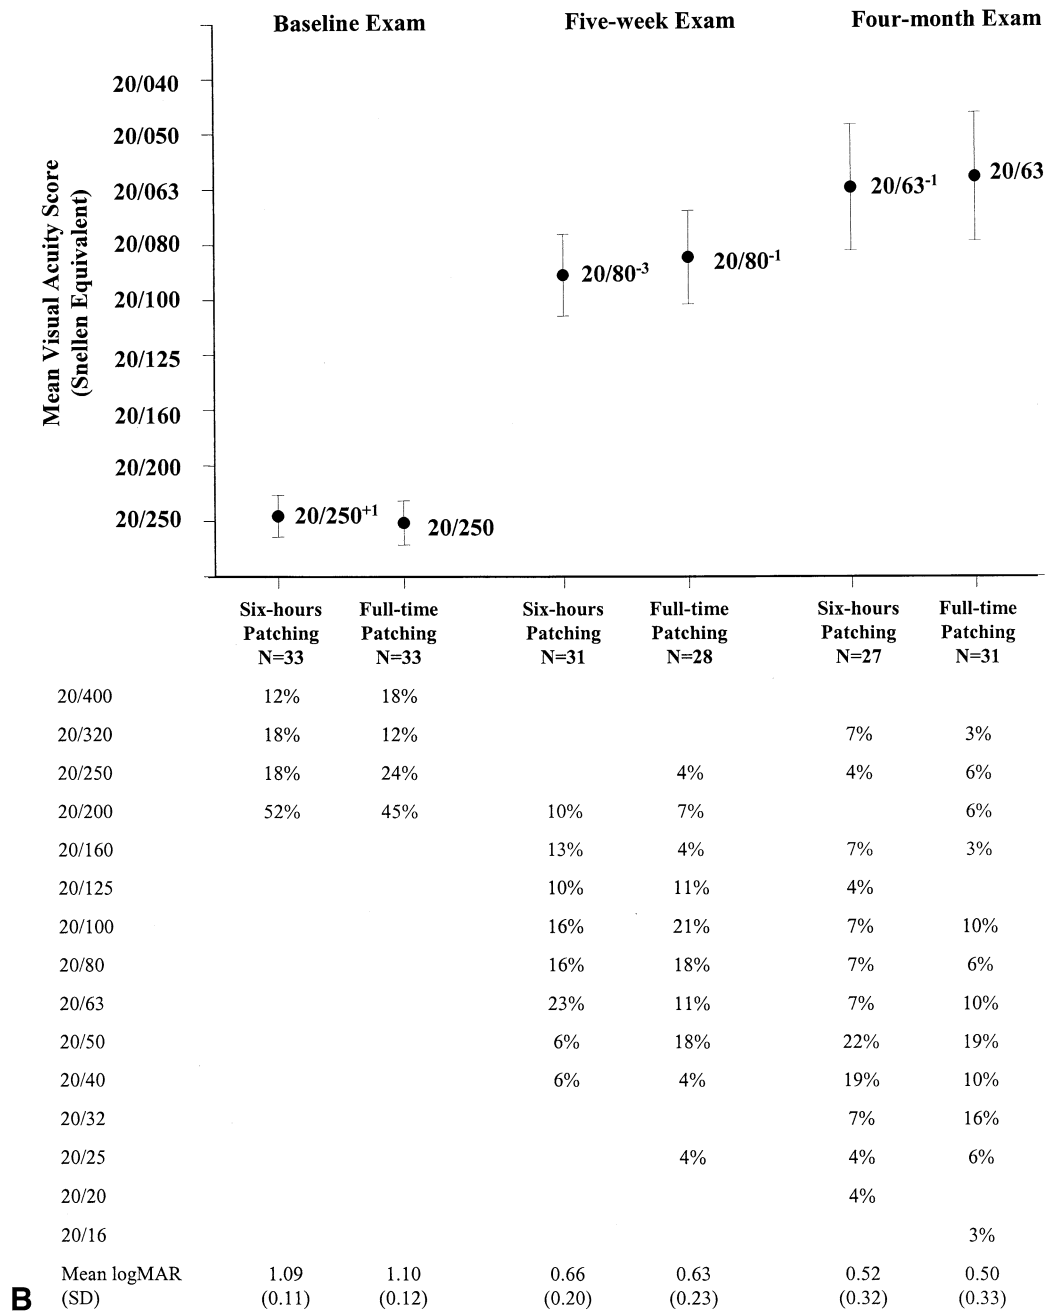 Baseline Exam Five-week Exam Four-month Exam
Mean Visual Acuity Score
(Snellen Equivalent)
20/040
20/050
20/063
20/080
20/100
20/125
20/160
20/200
20/250
20/250+1
20/250
20/80-3
20/80-1
20/63-1
20/63
Six-hours Full-time Six-hours Full-time Six-hours Full-time
Patching Patching Patching Patching Patching Patching
N=33 N=33 N=31 N=28 N=27 N=31
20/400 12% 18%
20/320 18% 12% 7% 3%
20/250 18% 24% 4% 4% 6%
20/200 52% 45% 10% 7% 6%
20/160 13% 4% 7% 3%
20/125 10% 11% 4%
20/100 16% 21% 7% 10%
20/80 16% 18% 7% 6%
20/63 23% 11% 7% 10%
20/50 6% 18% 22% 19%
20/40 6% 4% 19% 10%
20/32 7% 16%
20/25 4% 4% 6%
20/20 4%
20/16 3%
Mean logMAR 1.09 1.10 0.66 0.63 0.52 0.50
(SD) (0.11) (0.12) (0.20) (0.23) (0.32) (0.33)
B